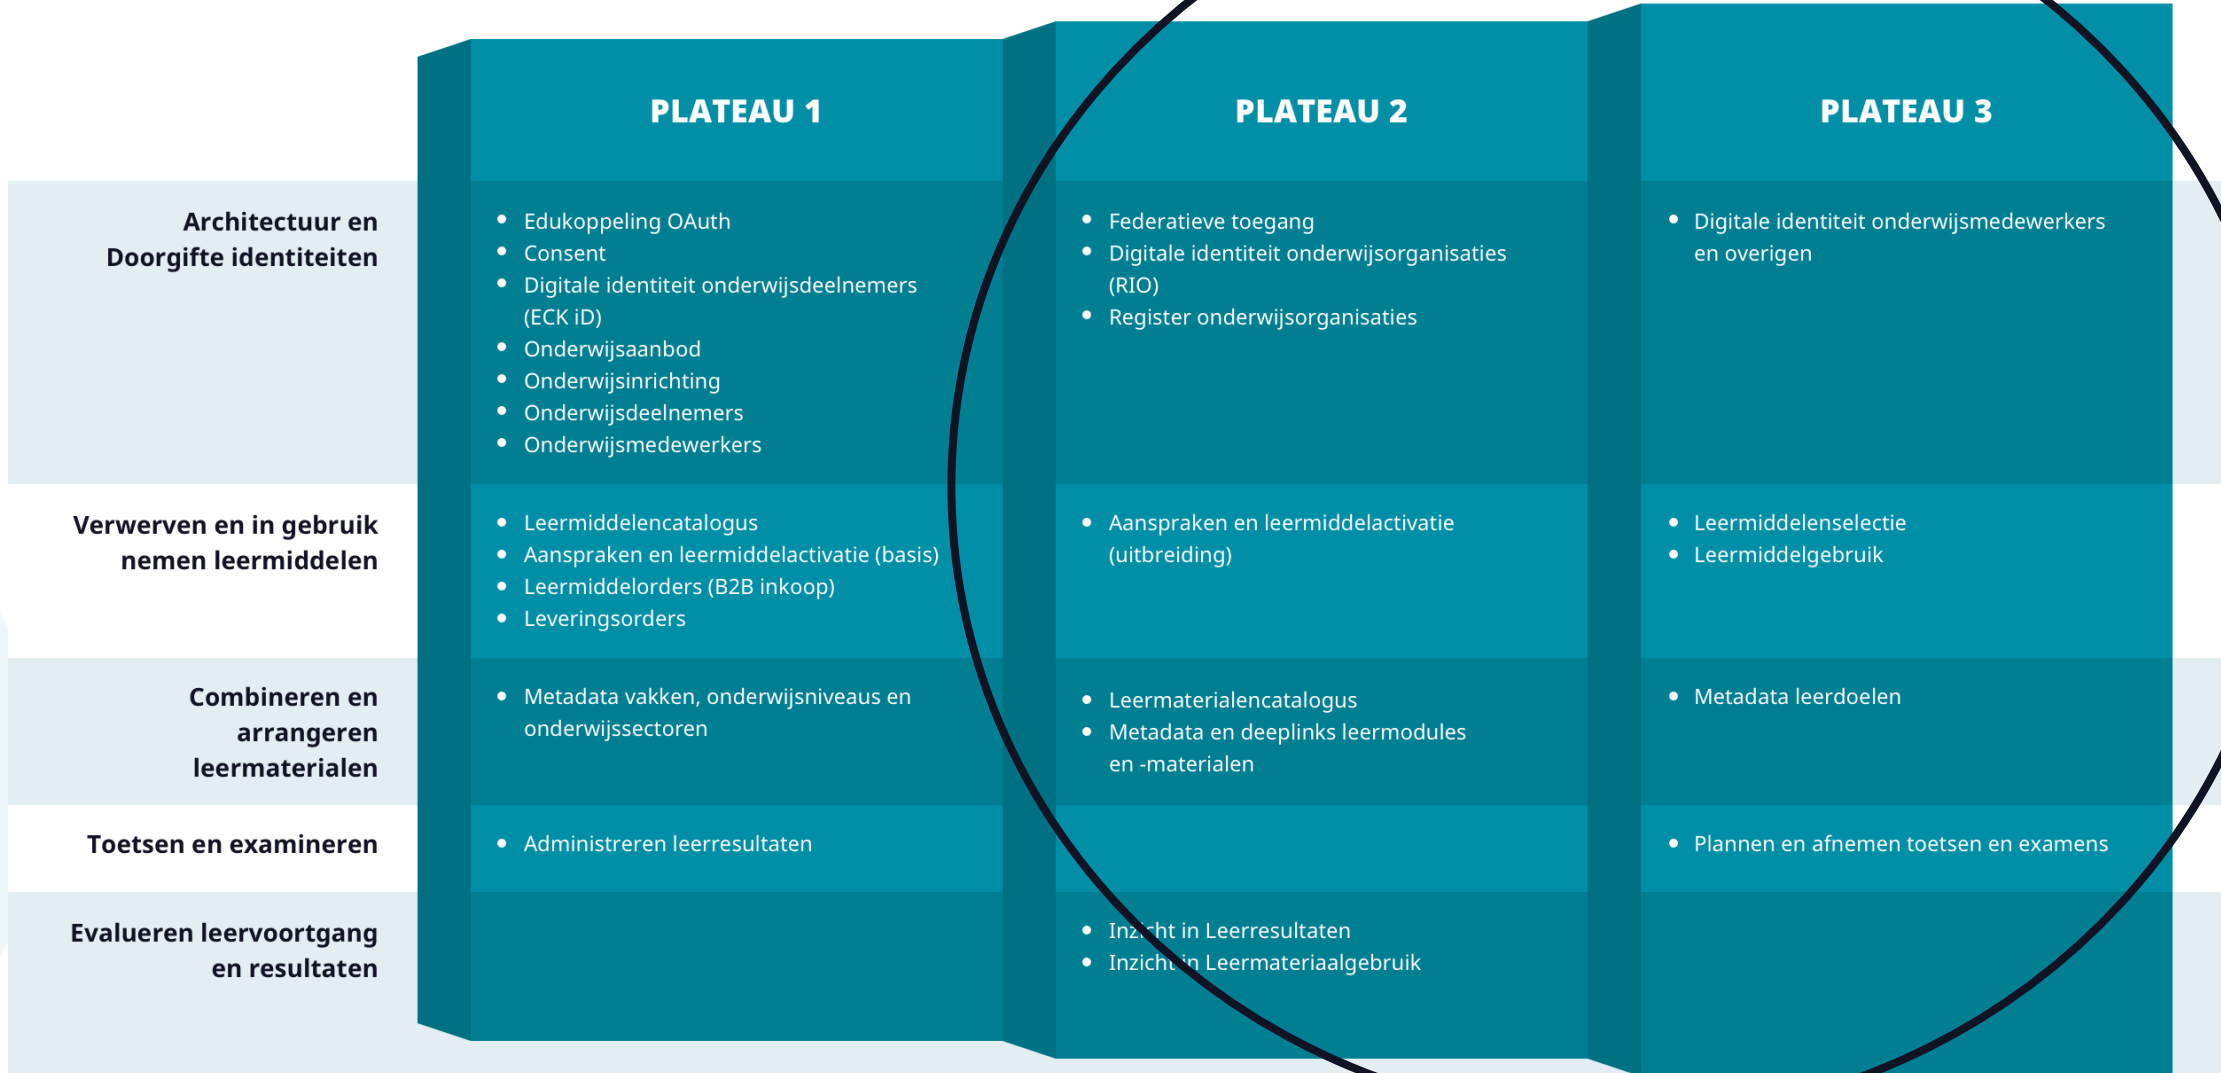 PLATEAU 1
PLATEAU 2
PLATEAU 3
Architectuur en
Doorgifte identiteiten
• Edukoppeling OAuth
• Consent
• Digitale identiteit onderwijsdeelnemers
(ECK iD)
• Onderwijsaanbod
• Onderwijsinrichting
• Onderwijsdeelnemers
• Onderwijsmedewerkers
• Federatieve toegang
• Digitale identiteit onderwijsorganisaties
(RIO)
• Register onderwijsorganisaties
• Digitale identiteit onderwijsmedewerkers
en overigen
Verwerven en in gebruik
nemen leermiddelen
• Leermiddelencatalogus
• Aanspraken en leermiddelactivatie (basis)
• Leermiddelorders (B2B inkoop)
• Leveringsorders
• Aanspraken en leermiddelactivatie
(uitbreiding)
• Leermiddelenselectie
• Leermiddelgebruik
Combineren en
arrangeren
leermaterialen
• Metadata vakken, onderwijsniveaus en
onderwijssectoren
• Leermaterialencatalogus
• Metadata en deeplinks leermodules
en -materialen
• Metadata leerdoelen
Toetsen en examineren
• Administreren leerresultaten
• Plannen en afnemen toetsen en examens
Evalueren leervoortgang
en resultaten
• Inzicht in Leerresultaten
• Inzicht in Leermateriaalgebruik